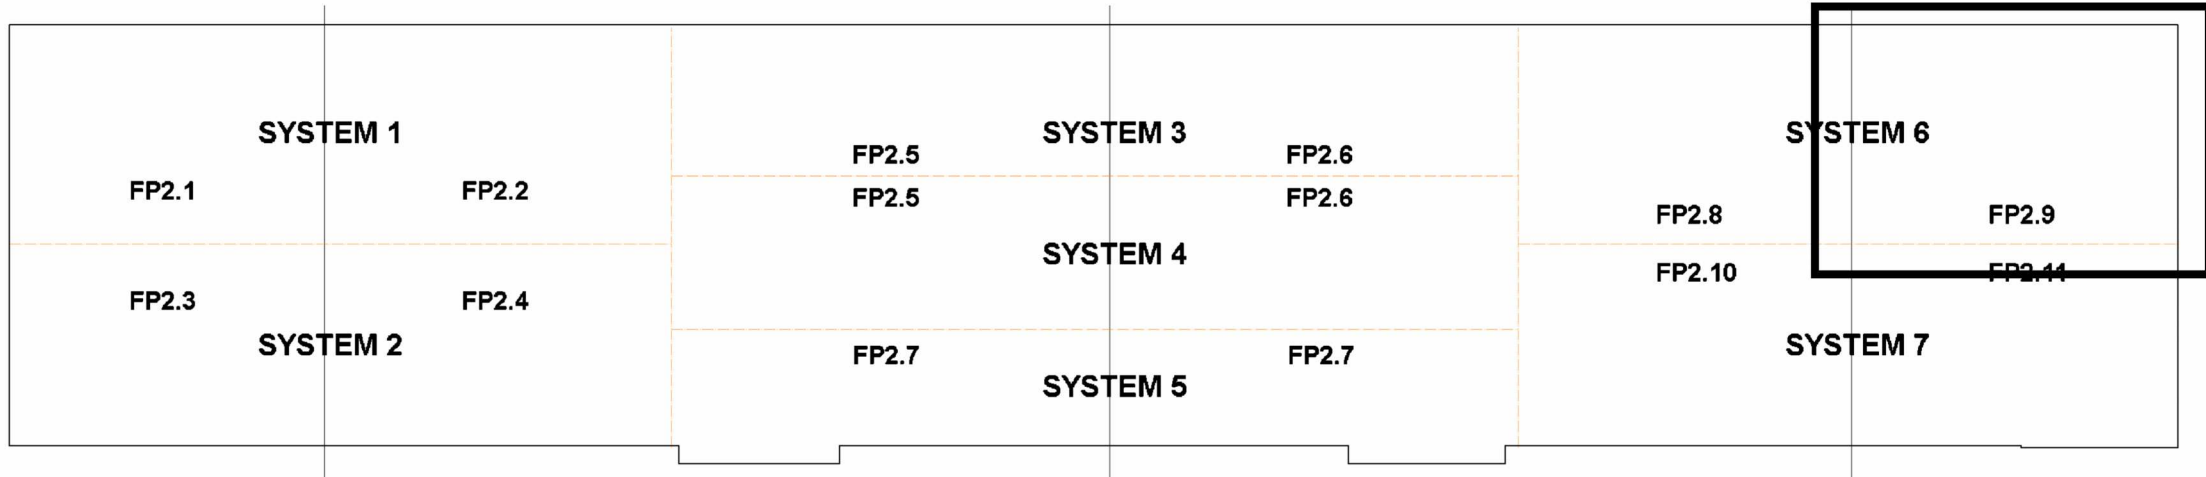 SYSTEM 1
FP2.1
FP2.2
FP2.3
FP2.4
SYSTEM 2
SYSTEM 3
FP2.5
FP2.6
FP2.5
FP2.6
SYSTEM 4
FP2.7
FP2.7
SYSTEM 5
SYSTEM 6
FP2.8
FP2.9
FP2.10
FP2.11
SYSTEM 7